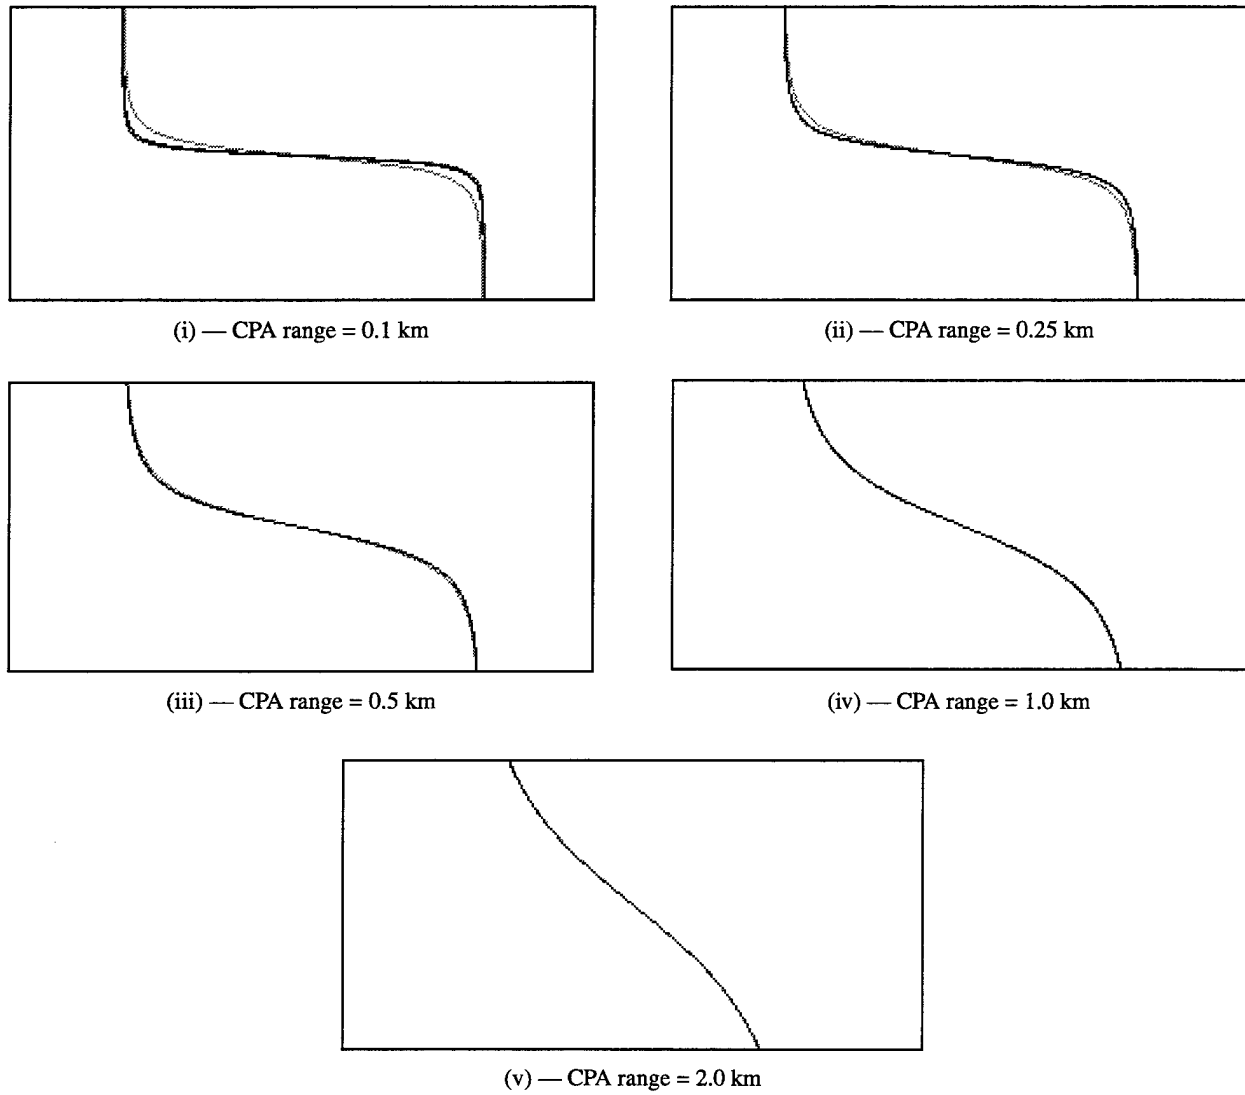 (i) — CPA range = 0.1 km
(ii) — CPA range = 0.25 km
(iii) — CPA range = 0.5 km
(iv) — CPA range = 1.0 km
(v) — CPA range = 2.0 km